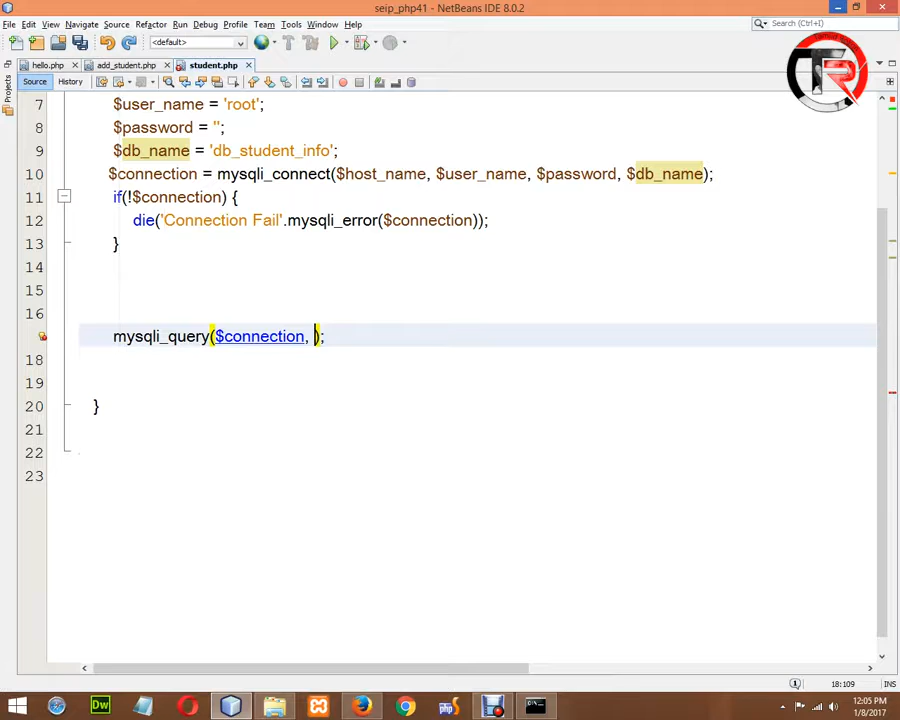 seip_php41 - NetBeans IDE 8.0.2
File Edit View Navigate Source Refactor Run Debug Profile Team Tools Window Help
<default>
Search (Ctrl+I)
hello.php add_student.php student.php
Source History
Projects
7 $user_name = 'root';
8 $password = '';
9 $db_name = 'db_student_info';
10 $connection = mysqli_connect($host_name, $user_name, $password, $db_name);
11 if(!$connection) {
12 die('Connection Fail'.mysqli_error($connection));
13 }
14
15
16
mysqli_query($connection, );
18
19
20 }
21
22
23
18:109 INS
Dw
12:05 PM
1/8/2017